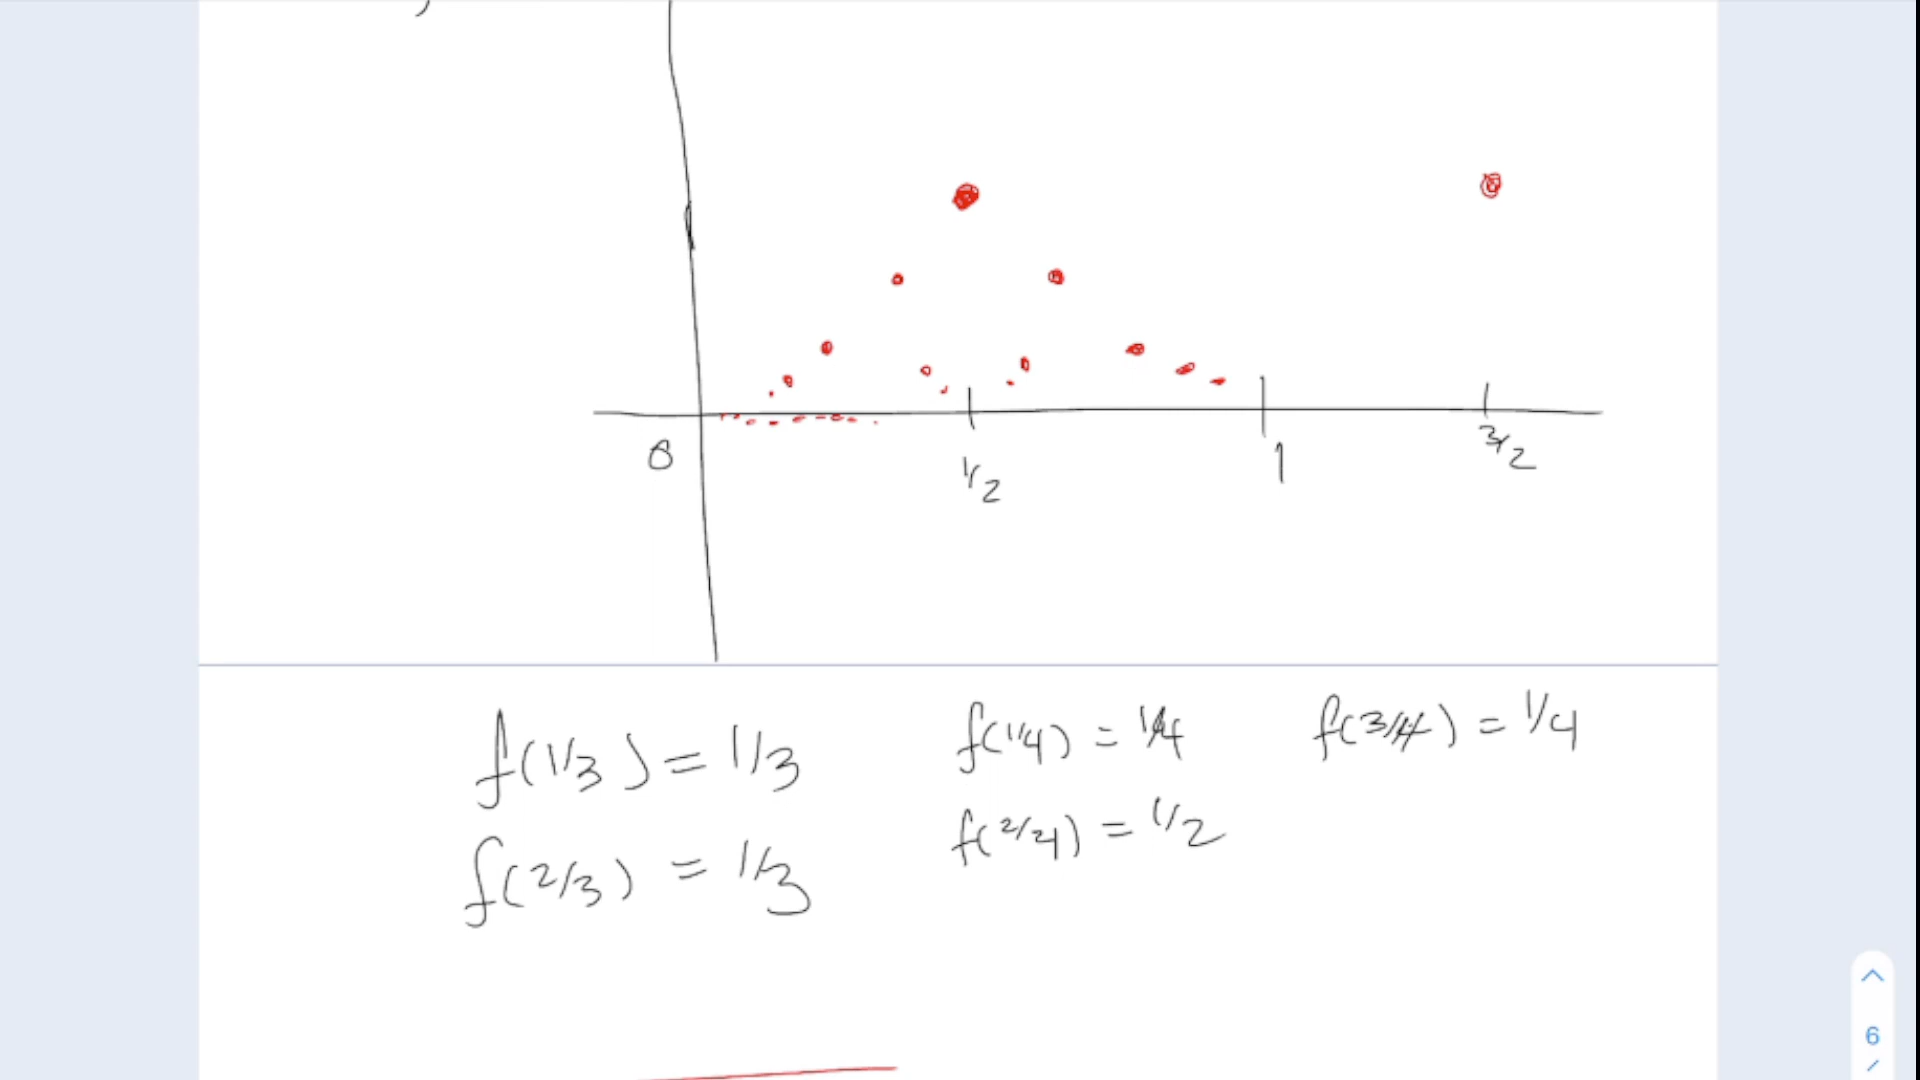 0 1/2 1 3/2
f(1/3) = 1/3 f(1/4) = 1/4 f(3/4) = 1/4
f(2/3) = 1/3 f(2/4) = 1/2
6